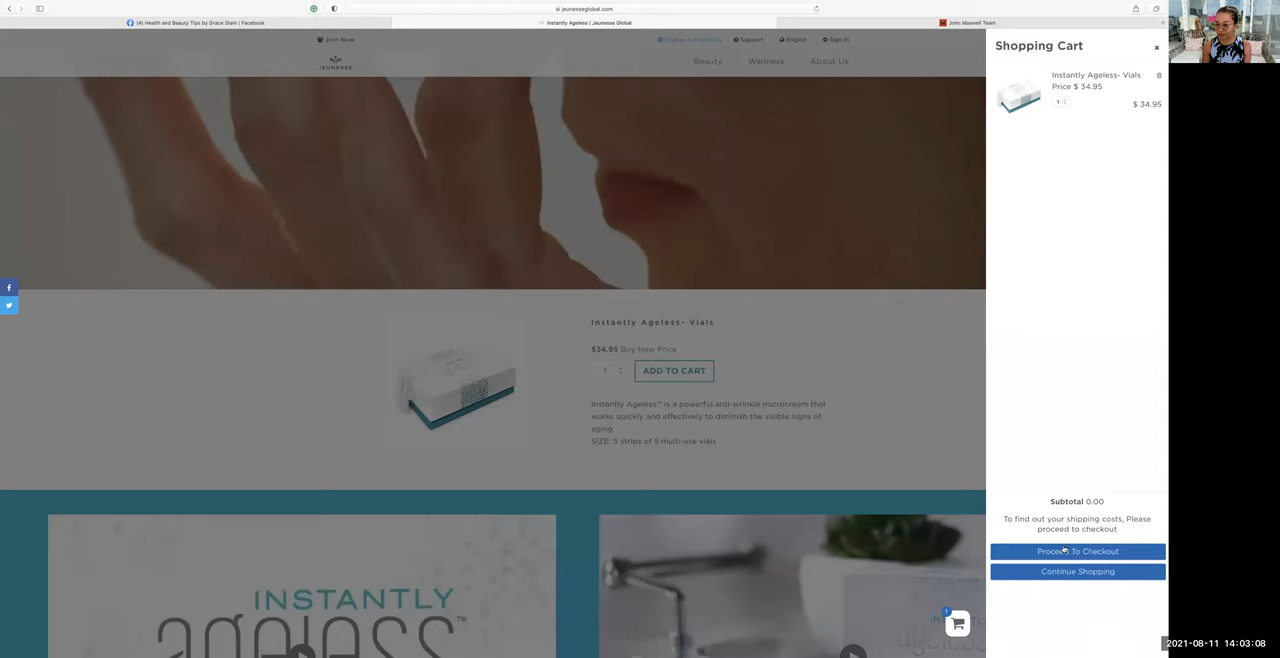 jeunesseglobal.com
(4) Health and Beauty Tips by Grace Stein | Facebook
Instantly Ageless | Jeunesse Global
John Maxwell Team
Join Now
Support
English
Sign In
JEUNESSE
Beauty
Wellness
About Us
Shopping Cart
Instantly Ageless- Vials
Price $ 34.95
1
$ 34.95
Instantly Ageless- Vials
$34.95 Buy Now Price
1
ADD TO CART
Instantly Ageless™ is a powerful anti-wrinkle microcream that
works quickly and effectively to diminish the visible signs of
aging.
SIZE: 5 strips of 5 multi-use vials
Subtotal 0.00
To find out your shipping costs, Please
proceed to checkout
Proceed To Checkout
Continue Shopping
INSTANTLY
ageless™
1
2021-08-11 14:03:08